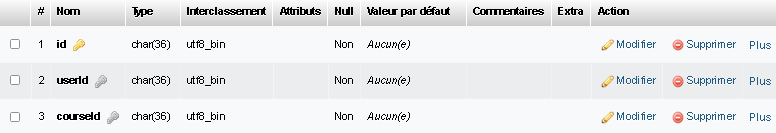 # Nom Type Interclassement Attributs Null Valeur par défaut Commentaires Extra Action
1 id char(36) utf8_bin Non Aucun(e) Modifier Supprimer Plus
2 userId char(36) utf8_bin Non Aucun(e) Modifier Supprimer Plus
3 courseId char(36) utf8_bin Non Aucun(e) Modifier Supprimer Plus